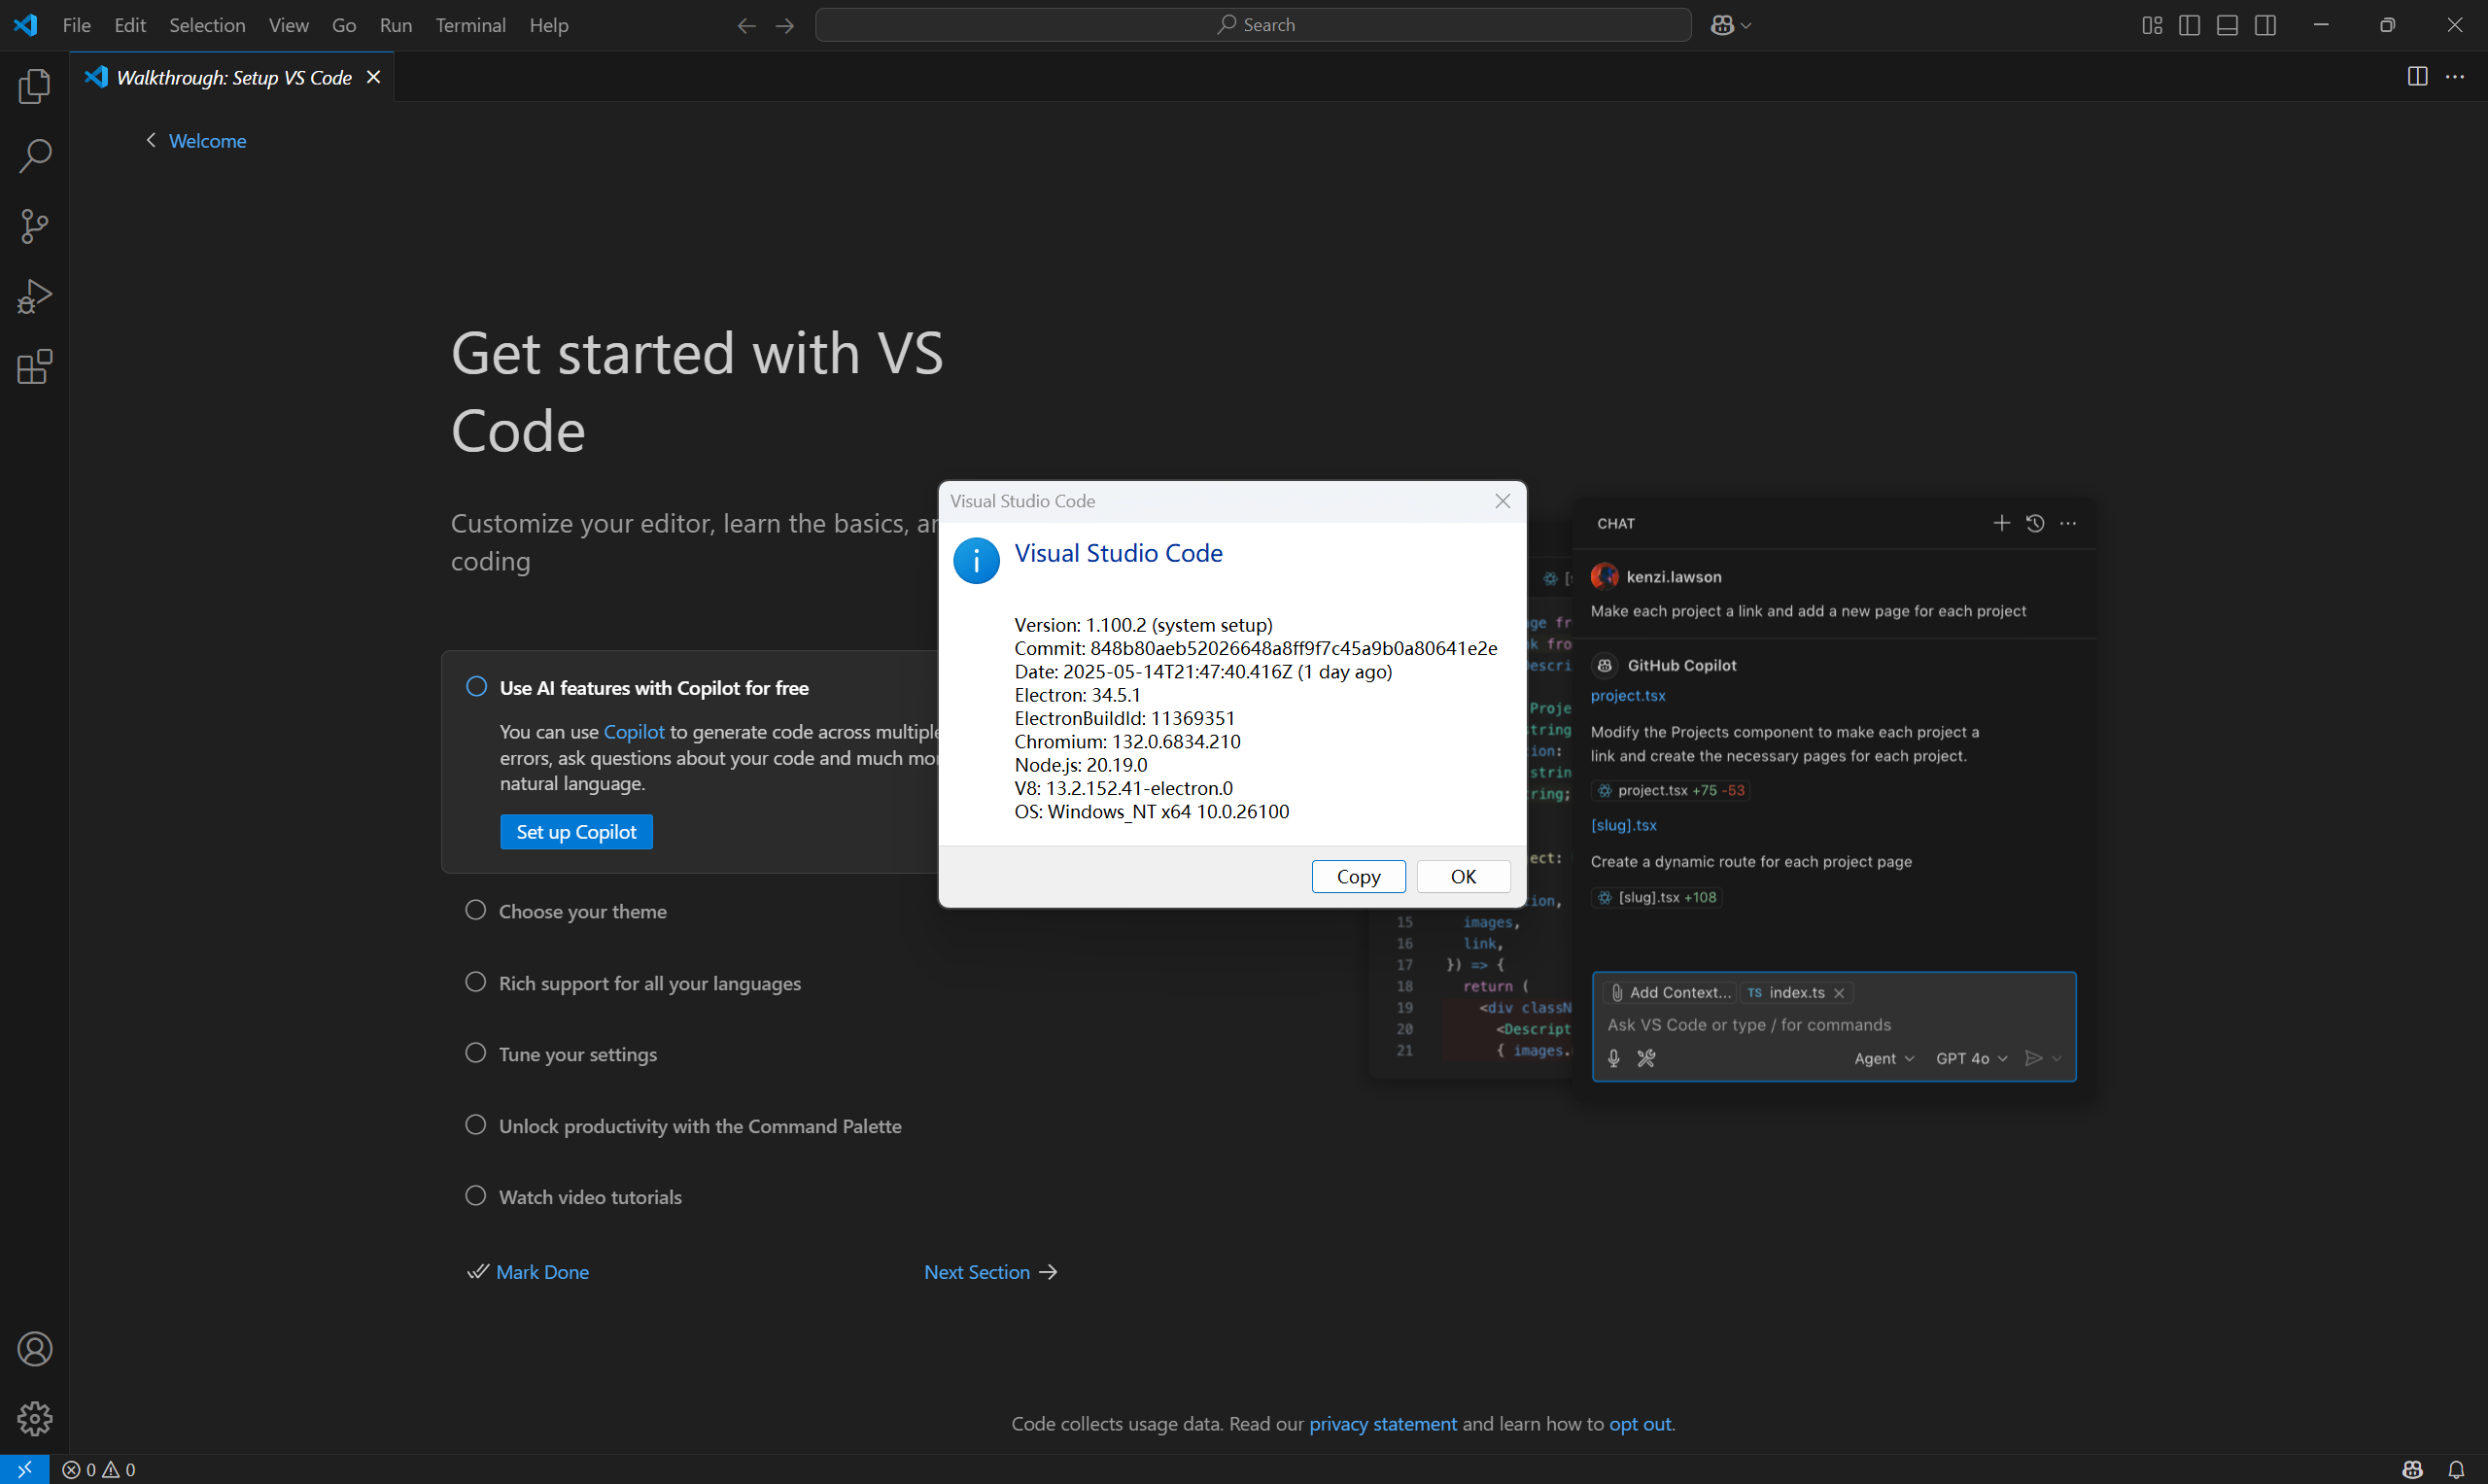 File Edit Selection View Go Run Terminal Help
Search
Walkthrough: Setup VS Code
Welcome
Get started with VS
Code
Customize your editor, learn the basics, an
coding
Use AI features with Copilot for free
You can use Copilot to generate code across multiple
errors, ask questions about your code and much mor
natural language.
Set up Copilot
Choose your theme
Rich support for all your languages
Tune your settings
Unlock productivity with the Command Palette
Watch video tutorials
Mark Done
Next Section
Visual Studio Code
Visual Studio Code
Version: 1.100.2 (system setup)
Commit: 848b80aeb52026648a8ff9f7c45a9b0a80641e2e
Date: 2025-05-14T21:47:40.416Z (1 day ago)
Electron: 34.5.1
ElectronBuildId: 11369351
Chromium: 132.0.6834.210
Node.js: 20.19.0
V8: 13.2.152.41-electron.0
OS: Windows_NT x64 10.0.26100
Copy OK
string
ion:
string
ring;
ect:
tion,
15 images,
16 link,
17 }) => {
18 return (
19 <div classN
20 <Descript
21 { images.
CHAT
kenzi.lawson
Make each project a link and add a new page for each project
GitHub Copilot
project.tsx
Modify the Projects component to make each project a
link and create the necessary pages for each project.
project.tsx +75 -53
[slug].tsx
Create a dynamic route for each project page
[slug].tsx +108
Add Context... TS index.ts
Ask VS Code or type / for commands
Agent GPT 4o
Code collects usage data. Read our privacy statement and learn how to opt out.
0 0